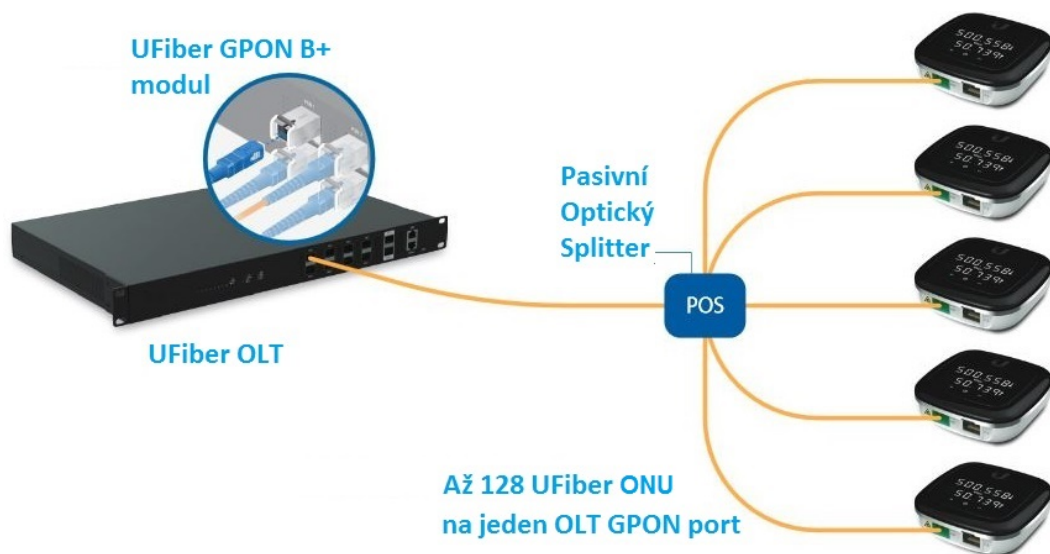 UFiber GPON B+
modul
Pasivní
Optický
Splitter
POS
UFiber OLT
Až 128 UFiber ONU
na jeden OLT GPON port